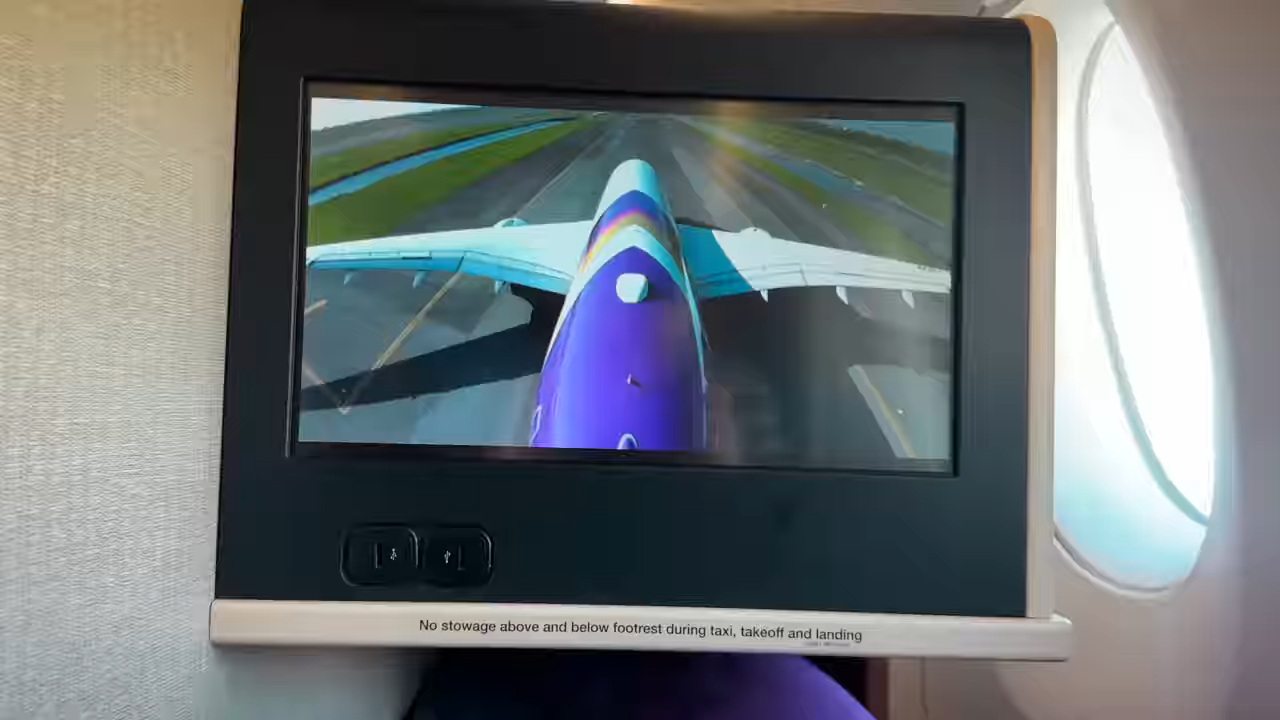 No stowage above and below footrest during taxi, takeoff and landing